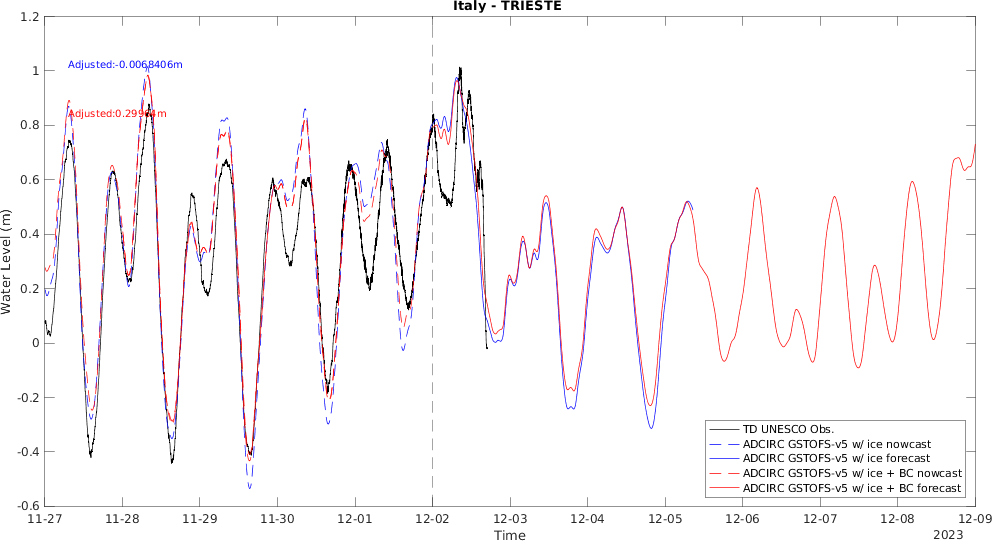 Italy - TRIESTE
1.2
1
0.8
0.6
0.4
0.2
0
-0.2
-0.4
-0.6
Water Level (m)
Adjusted:-0.0068406m
TD UNESCO Obs.
ADCIRC GSTOFS-v5 w/ ice nowcast
ADCIRC GSTOFS-v5 w/ ice forecast
ADCIRC GSTOFS-v5 w/ ice + BC nowcast
ADCIRC GSTOFS-v5 w/ ice + BC forecast
11-27 11-28 11-29 11-30 12-01 12-02 12-03 12-04 12-05 12-06 12-07 12-08 12-09
Time
2023